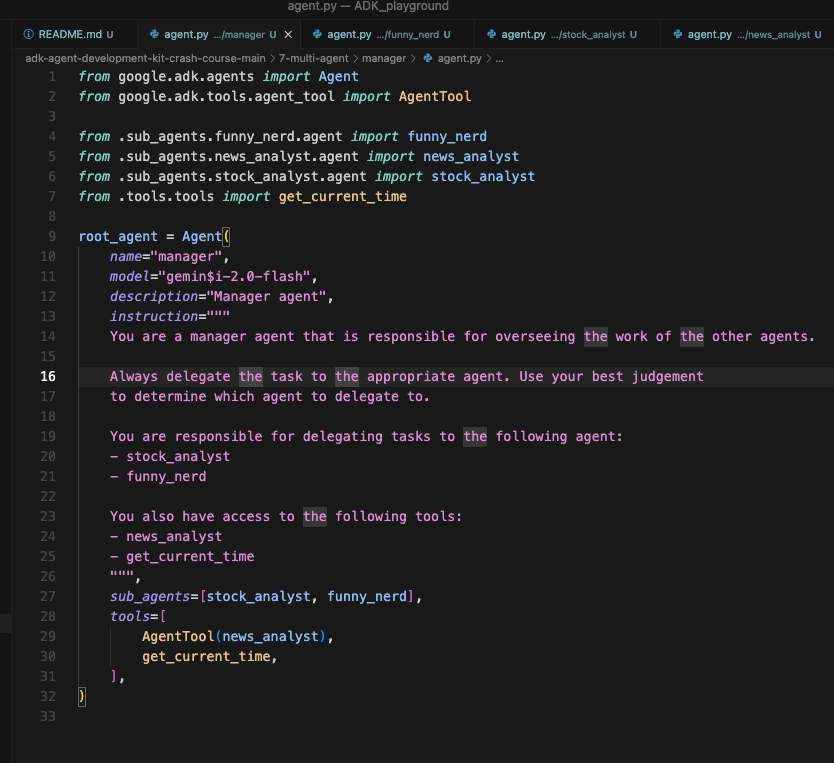 agent.py — ADK_playground
README.md U
agent.py .../manager U
agent.py .../funny_nerd U
agent.py .../stock_analyst U
agent.py .../news_analyst U
adk-agent-development-kit-crash-course-main > 7-multi-agent > manager > agent.py > ...
1 from google.adk.agents import Agent
2 from google.adk.tools.agent_tool import AgentTool
3
4 from .sub_agents.funny_nerd.agent import funny_nerd
5 from .sub_agents.news_analyst.agent import news_analyst
6 from .sub_agents.stock_analyst.agent import stock_analyst
7 from .tools.tools import get_current_time
8
9 root_agent = Agent(
10     name="manager",
11     model="gemin$i-2.0-flash",
12     description="Manager agent",
13     instruction="""
14     You are a manager agent that is responsible for overseeing the work of the other agents.
15
16     Always delegate the task to the appropriate agent. Use your best judgement
17     to determine which agent to delegate to.
18
19     You are responsible for delegating tasks to the following agent:
20     - stock_analyst
21     - funny_nerd
22
23     You also have access to the following tools:
24     - news_analyst
25     - get_current_time
26     """,
27     sub_agents=[stock_analyst, funny_nerd],
28     tools=[
29         AgentTool(news_analyst),
30         get_current_time,
31     ],
32 )
33